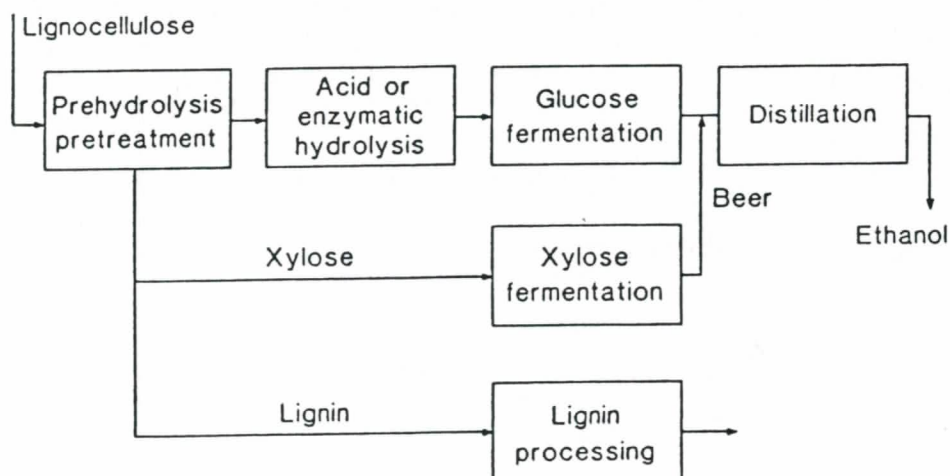 Lignocellulose
Prehydrolysis
pretreatment
Acid or
enzymatic
hydrolysis
Glucose
fermentation
Distillation
Beer
Ethanol
Xylose
Xylose
fermentation
Lignin
Lignin
processing